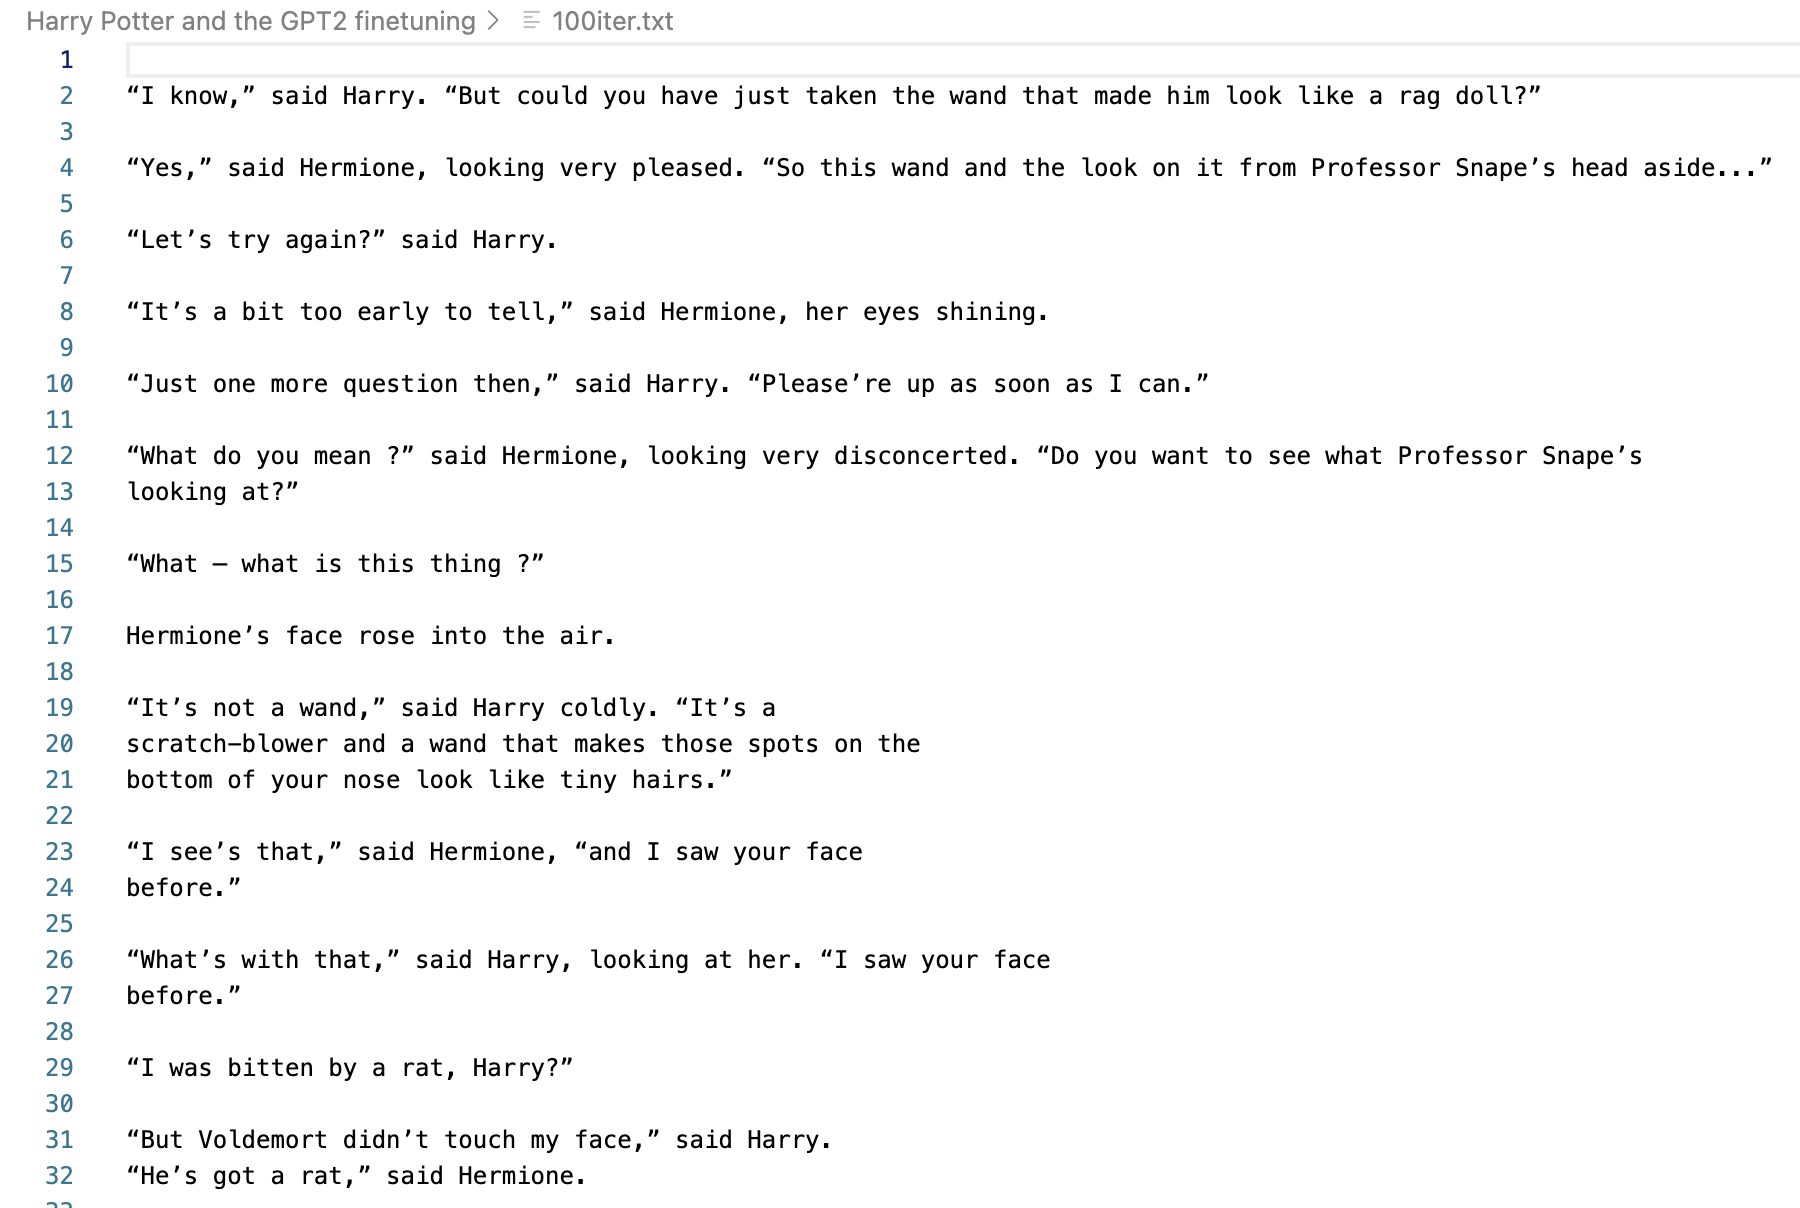 Harry Potter and the GPT2 finetuning > 100iter.txt
1
2 “I know,” said Harry. “But could you have just taken the wand that made him look like a rag doll?”
3
4 “Yes,” said Hermione, looking very pleased. “So this wand and the look on it from Professor Snape’s head aside...”
5
6 “Let’s try again?” said Harry.
7
8 “It’s a bit too early to tell,” said Hermione, her eyes shining.
9
10 “Just one more question then,” said Harry. “Please’re up as soon as I can.”
11
12 “What do you mean ?” said Hermione, looking very disconcerted. “Do you want to see what Professor Snape’s
13 looking at?”
14
15 “What — what is this thing ?”
16
17 Hermione’s face rose into the air.
18
19 “It’s not a wand,” said Harry coldly. “It’s a
20 scratch–blower and a wand that makes those spots on the
21 bottom of your nose look like tiny hairs.”
22
23 “I see’s that,” said Hermione, “and I saw your face
24 before.”
25
26 “What’s with that,” said Harry, looking at her. “I saw your face
27 before.”
28
29 “I was bitten by a rat, Harry?”
30
31 “But Voldemort didn’t touch my face,” said Harry.
32 “He’s got a rat,” said Hermione.
33